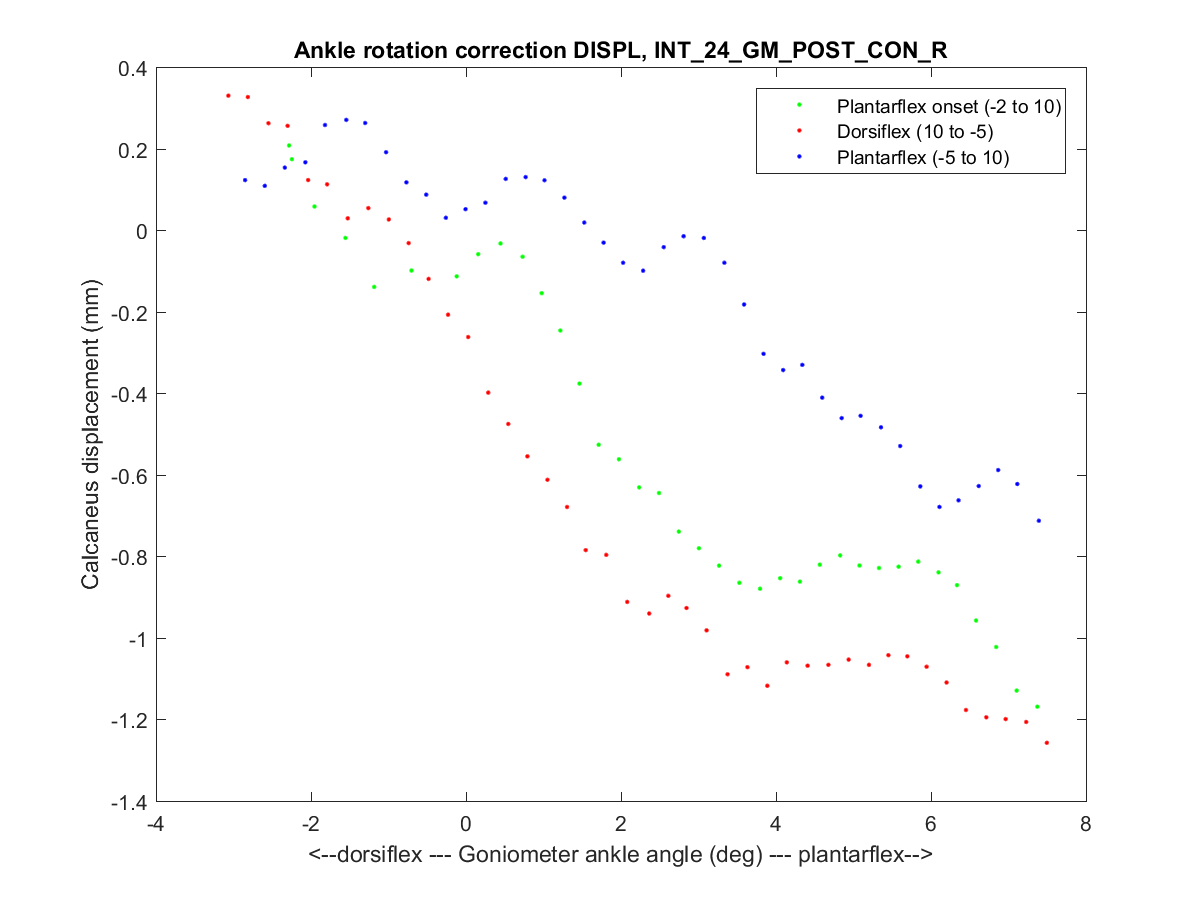 Ankle rotation correction DISPL, INT_24_GM_POST_CON_R
Plantarflex onset (-2 to 10)
Dorsiflex (10 to -5)
Plantarflex (-5 to 10)
0.4
0.2
0
-0.2
-0.4
-0.6
-0.8
-1
-1.2
-1.4
Calcaneus displacement (mm)
-4
-2
0
2
4
6
8
<--dorsiflex --- Goniometer ankle angle (deg) --- plantarflex-->